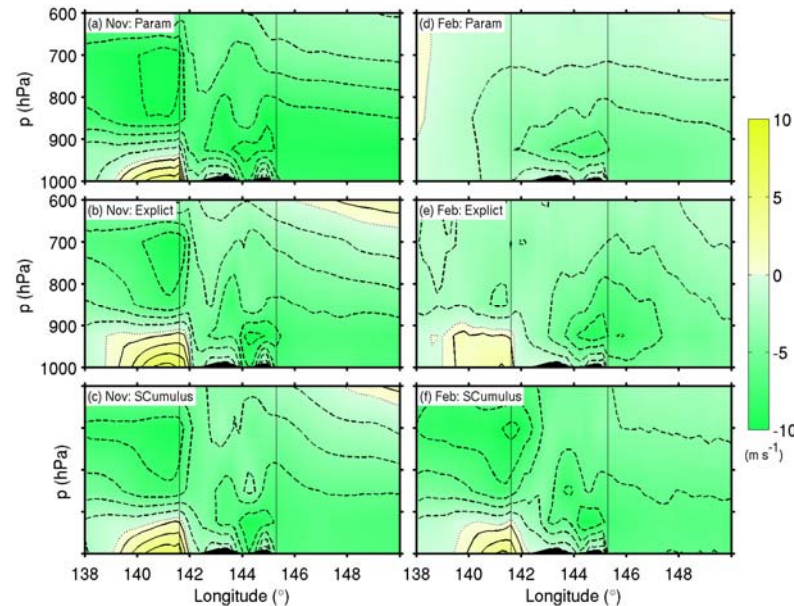 (a) Nov: Param
(d) Feb: Param
600
700
800
900
1000
p (hPa)
(b) Nov: Explict
(e) Feb: Explict
600
700
800
900
1000
p (hPa)
(c) Nov: SCumulus
(f) Feb: SCumulus
p (hPa)
138
140
142
144
146
148
Longitude (°)
138
140
142
144
146
148
Longitude (°)
10
5
0
-5
-10
(m s⁻¹)